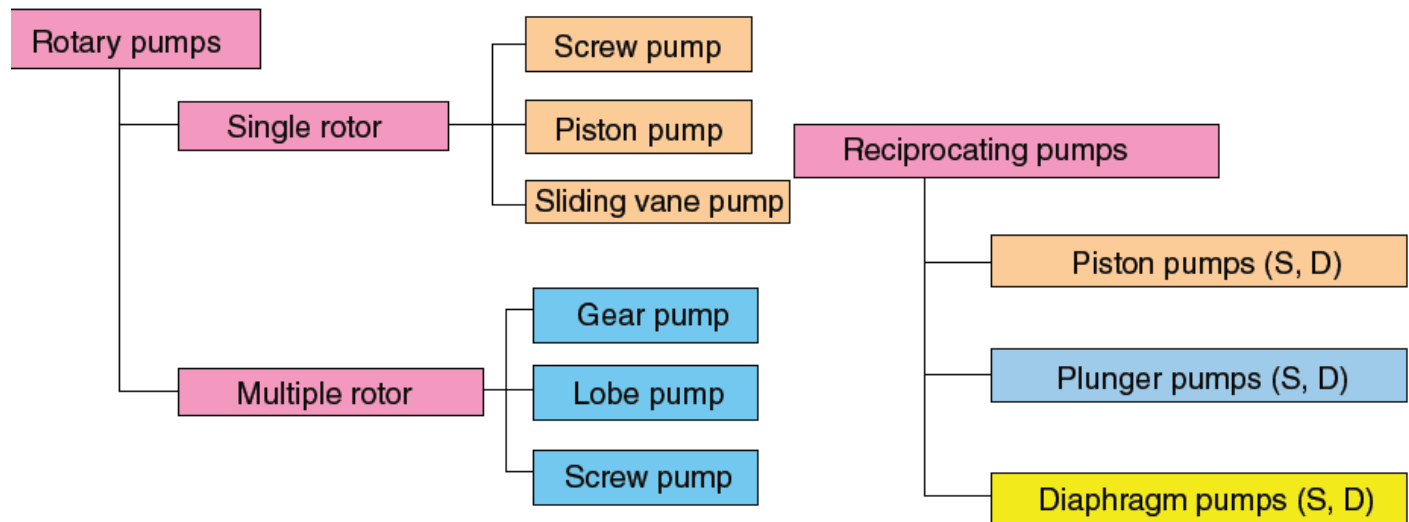 Rotary pumps
Single rotor
Screw pump
Piston pump
Sliding vane pump
Multiple rotor
Gear pump
Lobe pump
Screw pump
Reciprocating pumps
Piston pumps (S, D)
Plunger pumps (S, D)
Diaphragm pumps (S, D)